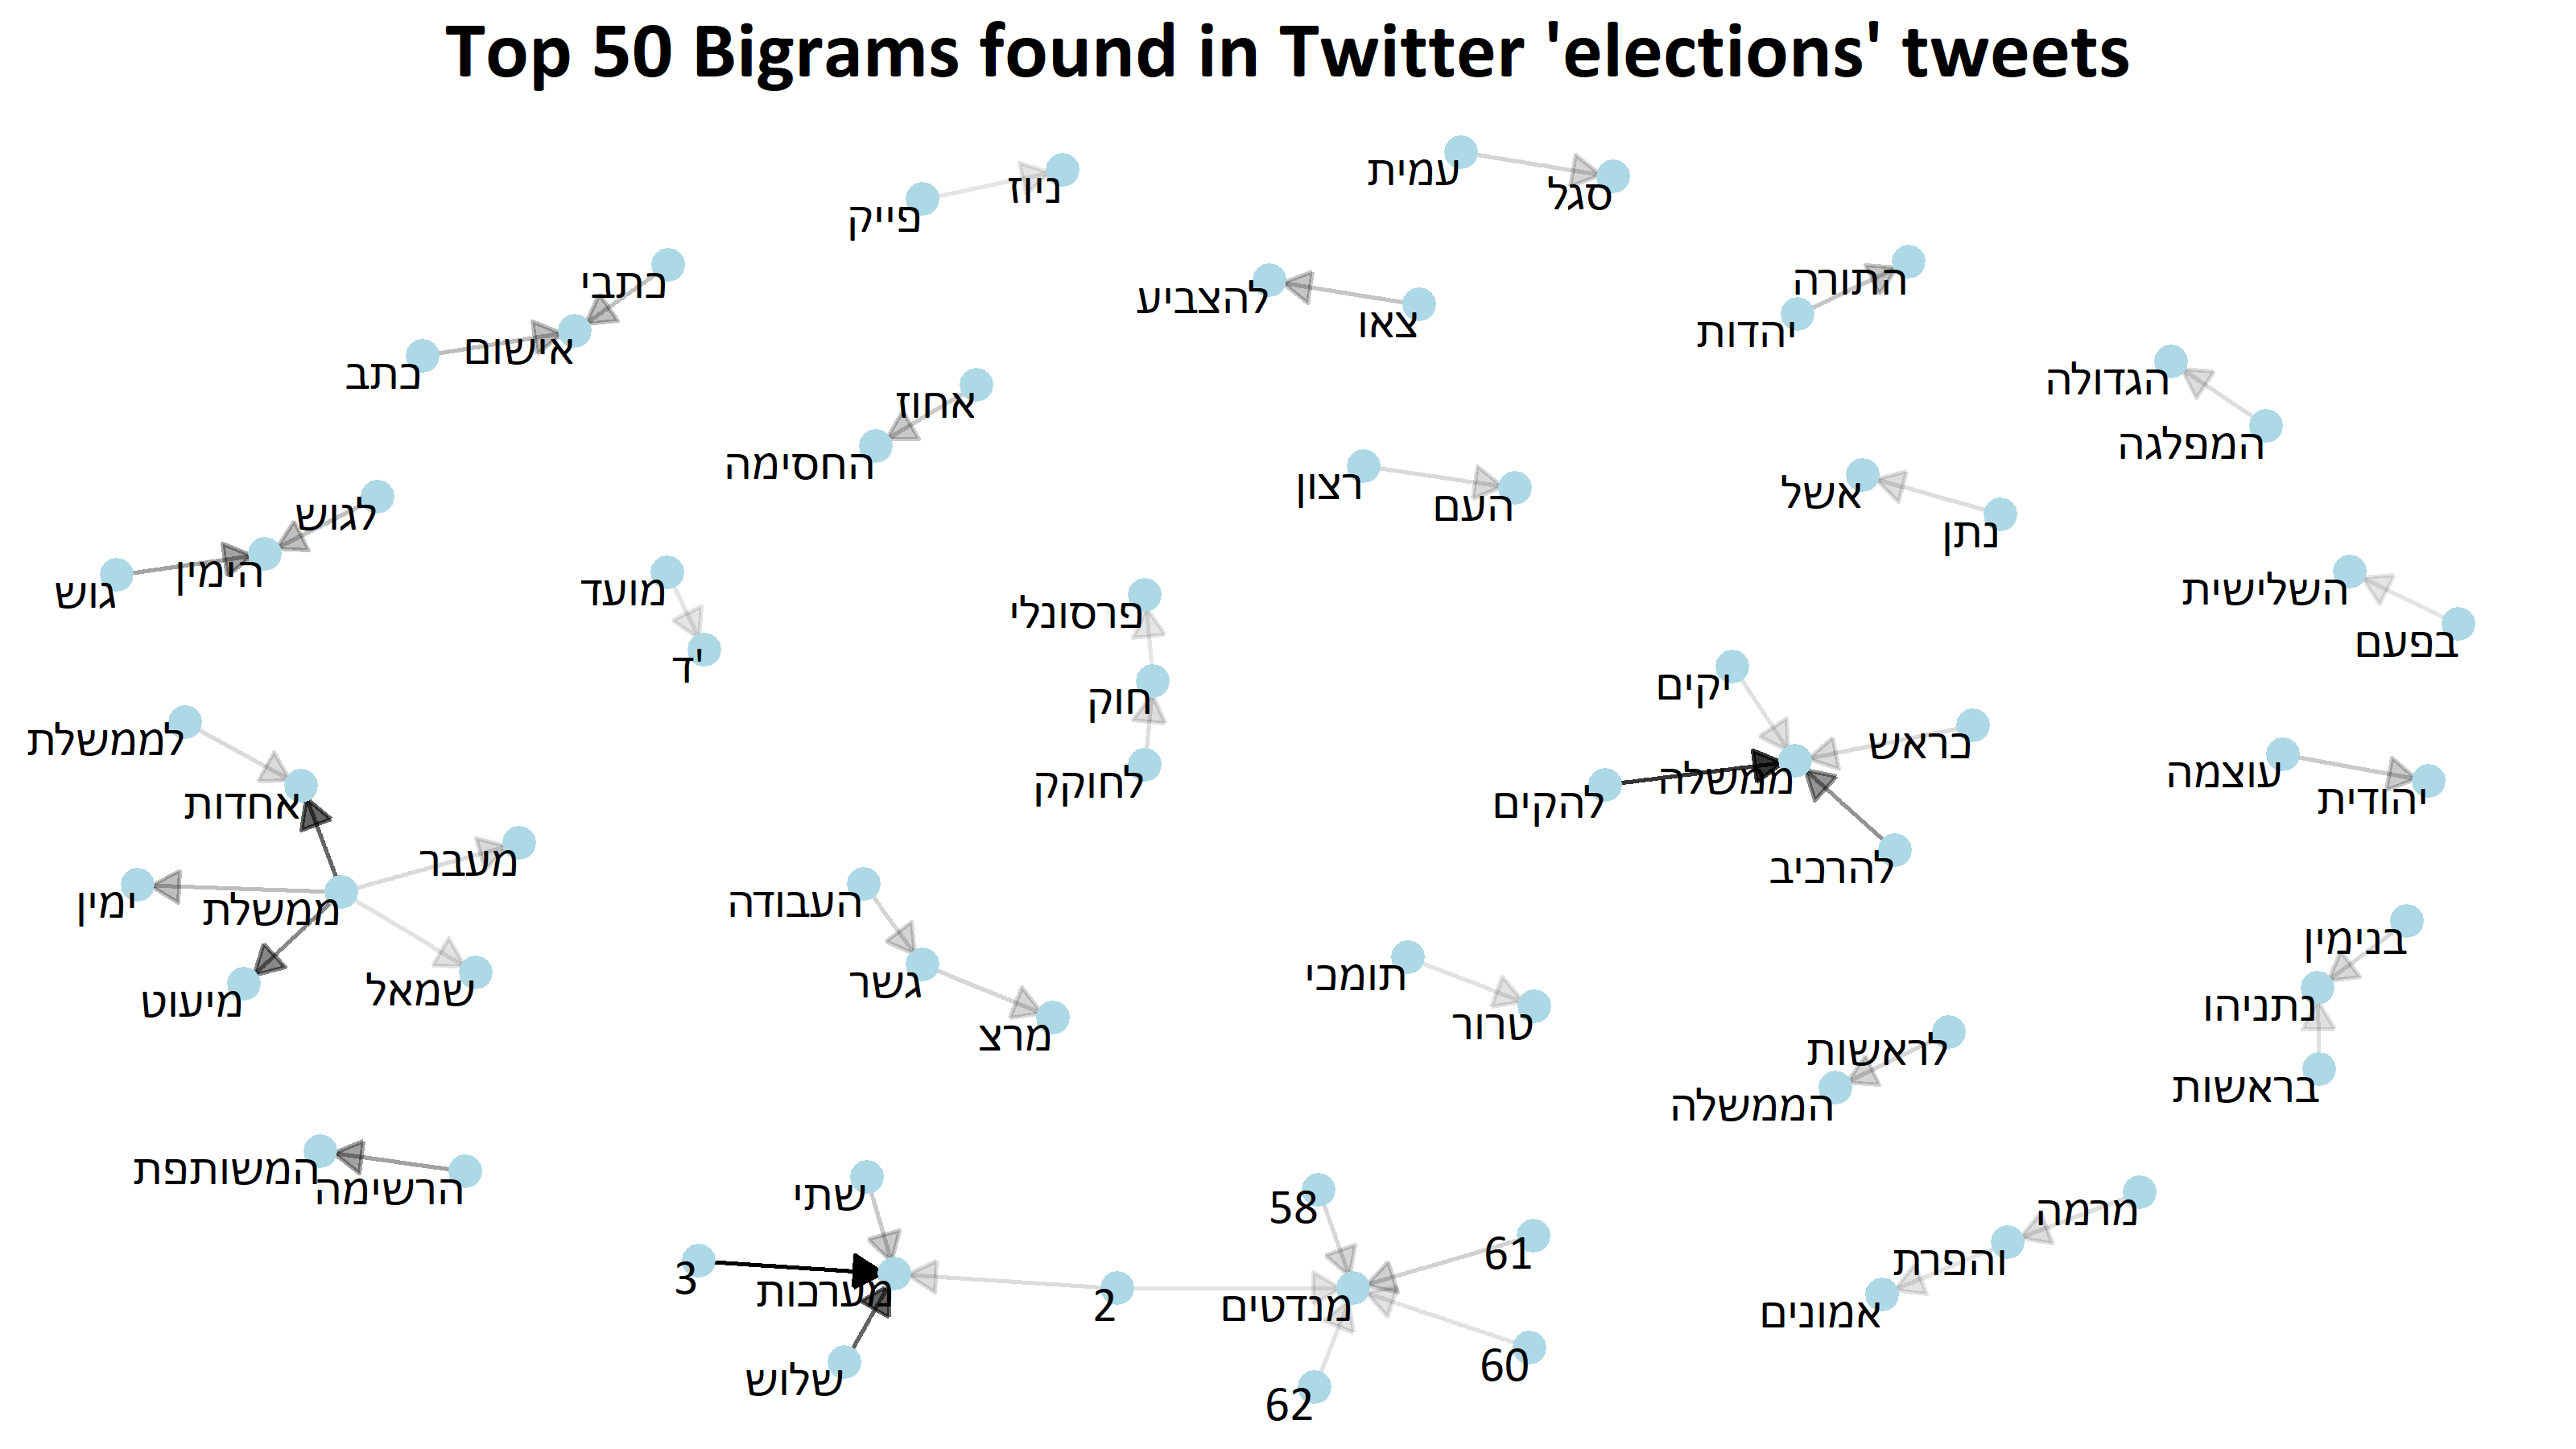 Top 50 Bigrams found in Twitter 'elections' tweets
עמית
סגל
ניוז
פייק
כתבי
אישום
כתב
להצביע
צאו
התורה
יהדות
הגדולה
המפלגה
אחוז
החסימה
רצון
העם
אשל
נתן
לגוש
הימין
גוש
מועד
ד'
פרסונלי
חוק
לחוקק
השלישית
בפעם
יקים
בראש
ממשלה
להקים
להרכיב
לממשלת
אחדות
מעבר
ימין
ממשלת
מיעוט
שמאל
עוצמה
יהודית
העבודה
גשר
מרצ
תומכי
טרור
בנימין
נתניהו
בראשות
לראשות
הממשלה
המשותפת
הרשימה
שתי
3
מערכות
שלוש
2
58
61
מנדטים
60
62
מרמה
והפרת
אמונים